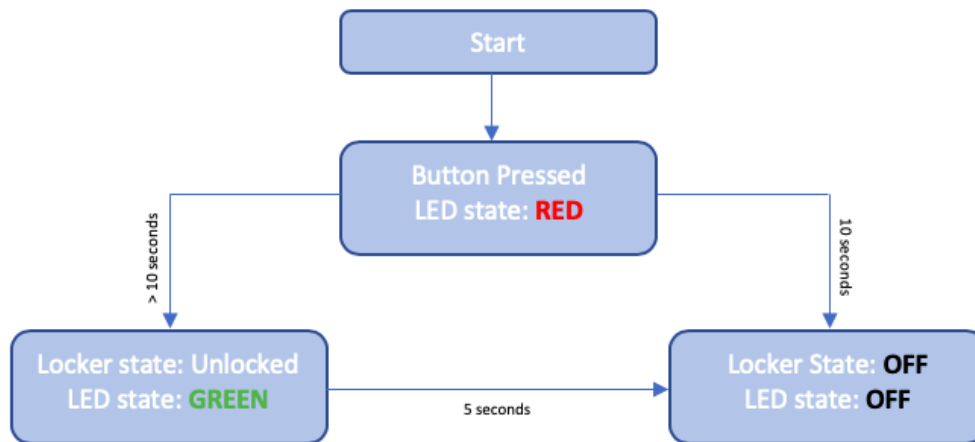 Start
Button Pressed
LED state: RED
> 10 seconds
10 seconds
Locker state: Unlocked
LED state: GREEN
5 seconds
Locker State: OFF
LED state: OFF